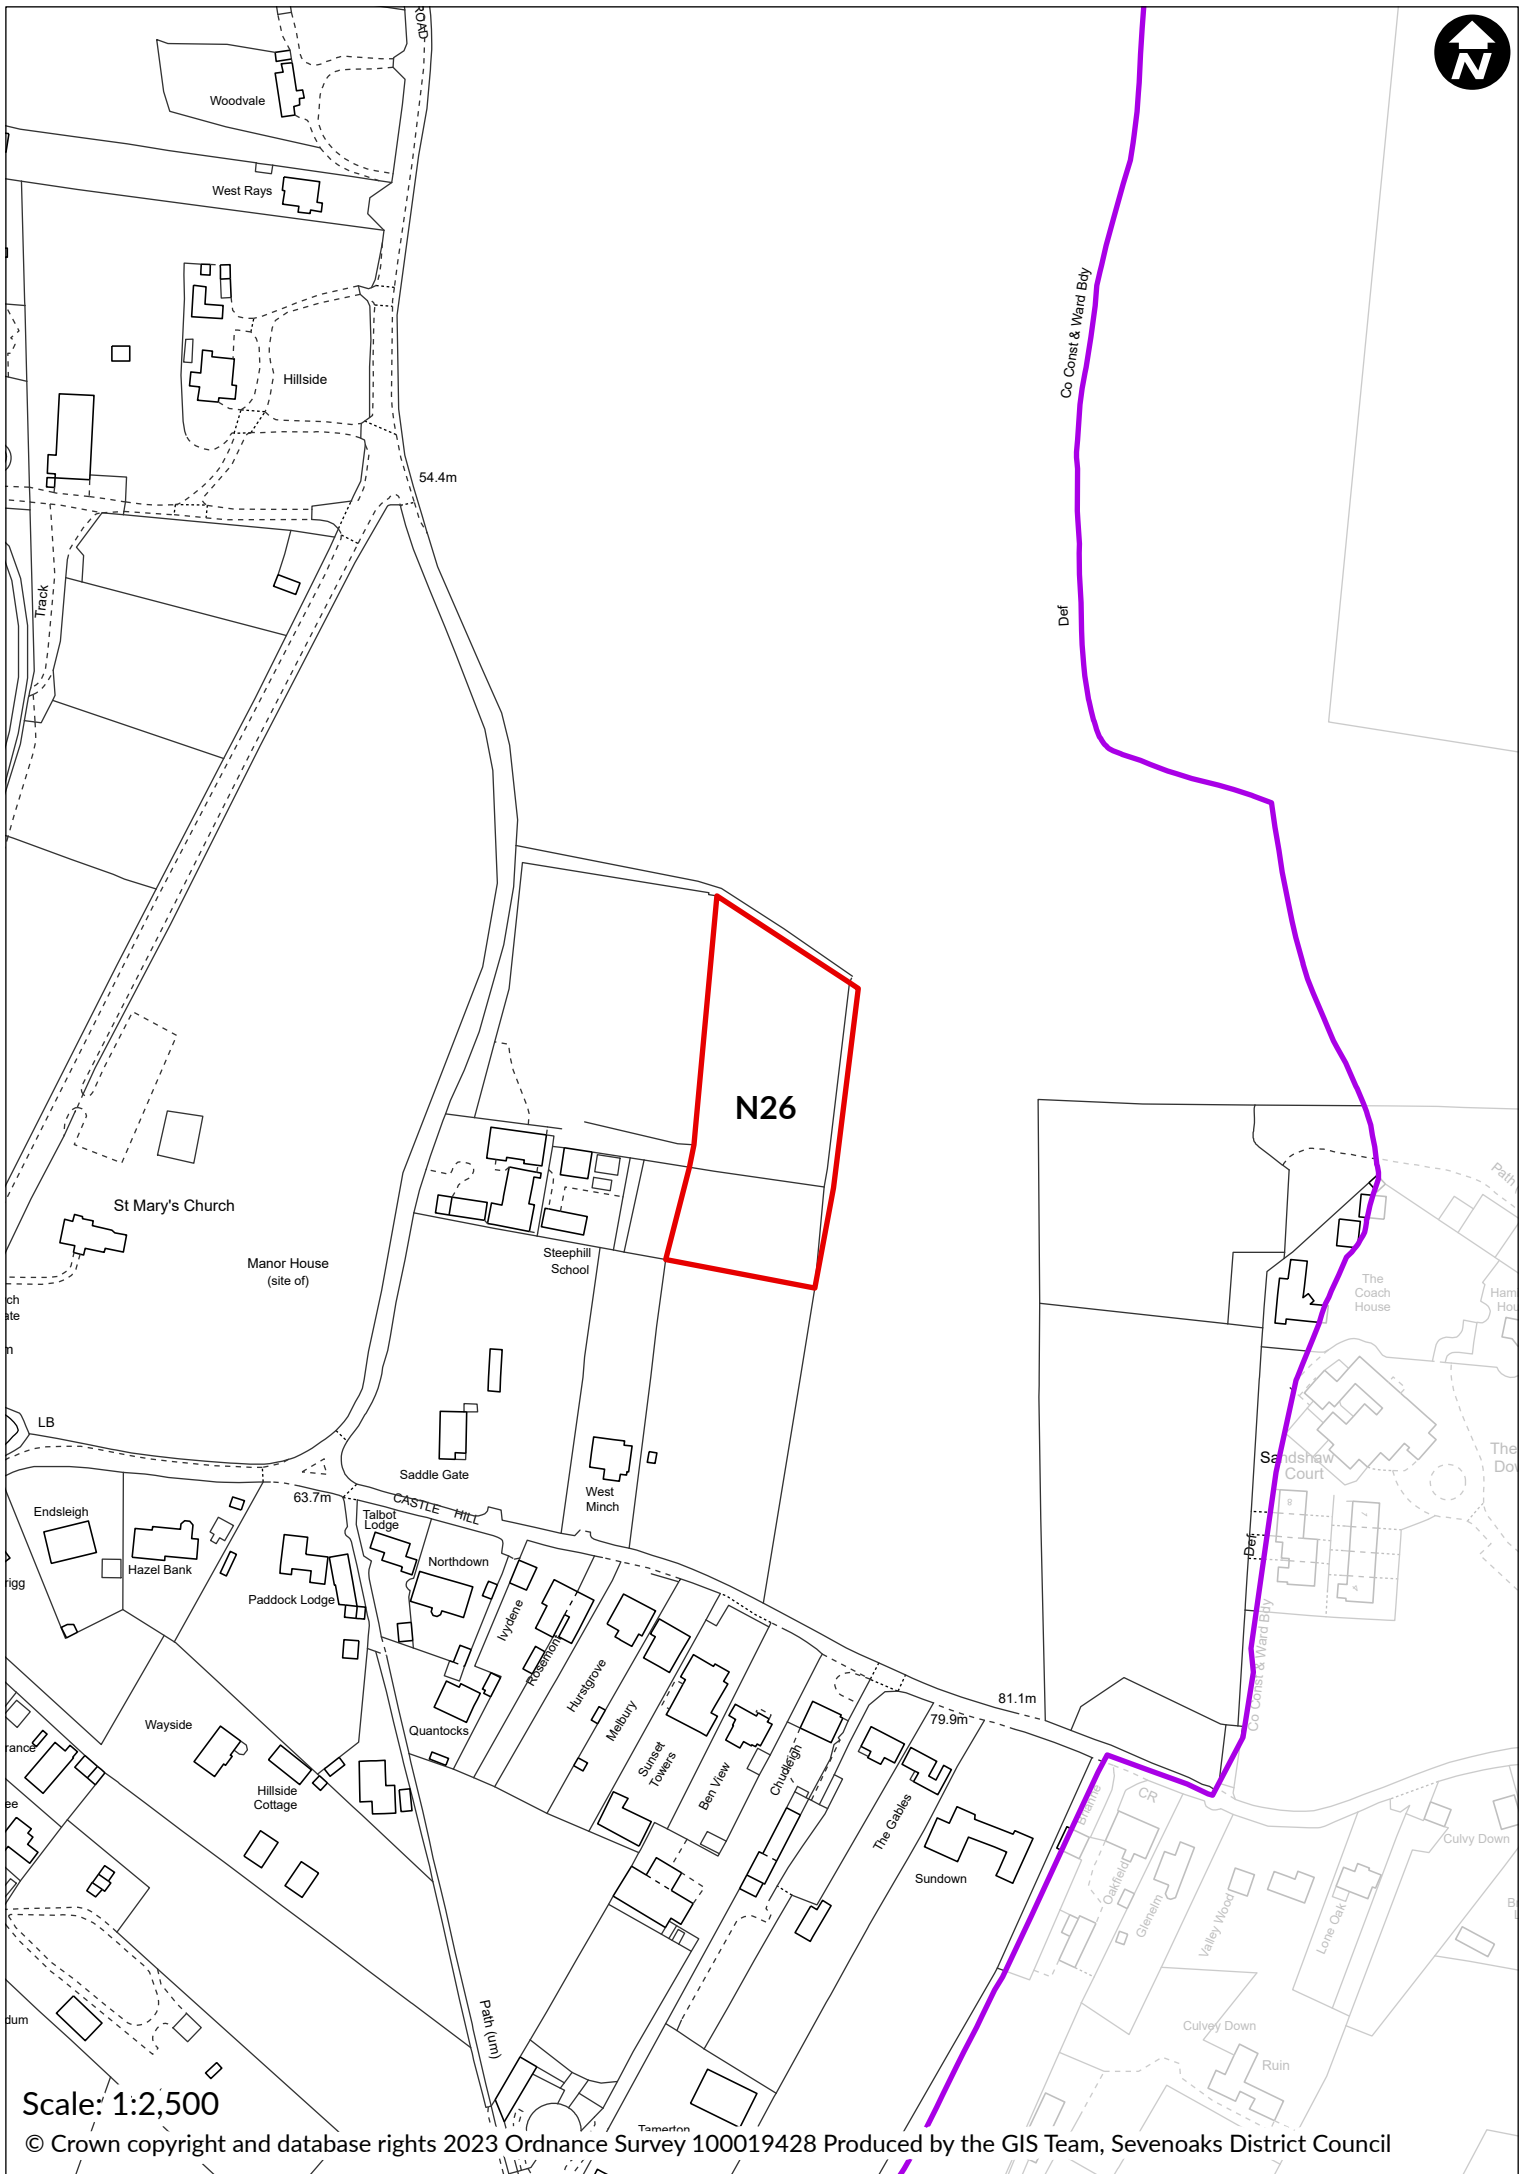 ROAD
N
Woodvale
West Rays
Co Const & Ward Bdy
Hillside
54.4m
Track
Def
N26
Path
St Mary's Church
Steephill
School
Manor House
(site of)
The
Coach
House
LB
Sandshaw
Court
Saddle Gate
West
Minch
63.7m
CASTLE HILL
Endsleigh
Talbot
Lodge
Def
Northdown
Hazel Bank
Paddock Lodge
Ivydene
Rosemont
Hurstgrove
Melbury
Co Const & Ward Bdy
81.1m
79.9m
Wayside
Quantocks
Sunset
Towers
Ben View
Chudleigh
Hillside
Cottage
The Gables
CR
Culvy Down
Sundown
Oakfield
Glenelm
Valley Wood
Lone Oak
Path (um)
Culvey Down
Ruin
Tamerton
Scale: 1:2,500
© Crown copyright and database rights 2023 Ordnance Survey 100019428 Produced by the GIS Team, Sevenoaks District Council